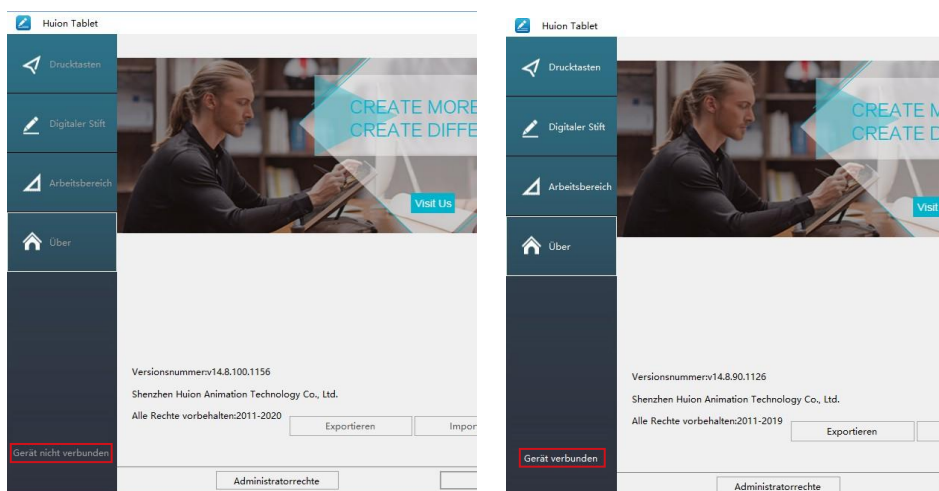 Huion Tablet
Drucktasten
Digitaler Stift
Arbeitsbereich
Über
CREATE MORE
CREATE DIFFE
Visit Us
Versionsnummer:v14.8.100.1156
Shenzhen Huion Animation Technology Co., Ltd.
Alle Rechte vorbehalten:2011-2020
Exportieren
Impor
Gerät nicht verbunden
Administratorrechte
Huion Tablet
Drucktasten
Digitaler Stift
Arbeitsbereich
Über
CREATE M
CREATE D
Visit
Versionsnummer:v14.8.90.1126
Shenzhen Huion Animation Technology Co., Ltd.
Alle Rechte vorbehalten:2011-2019
Exportieren
Gerät verbunden
Administratorrechte